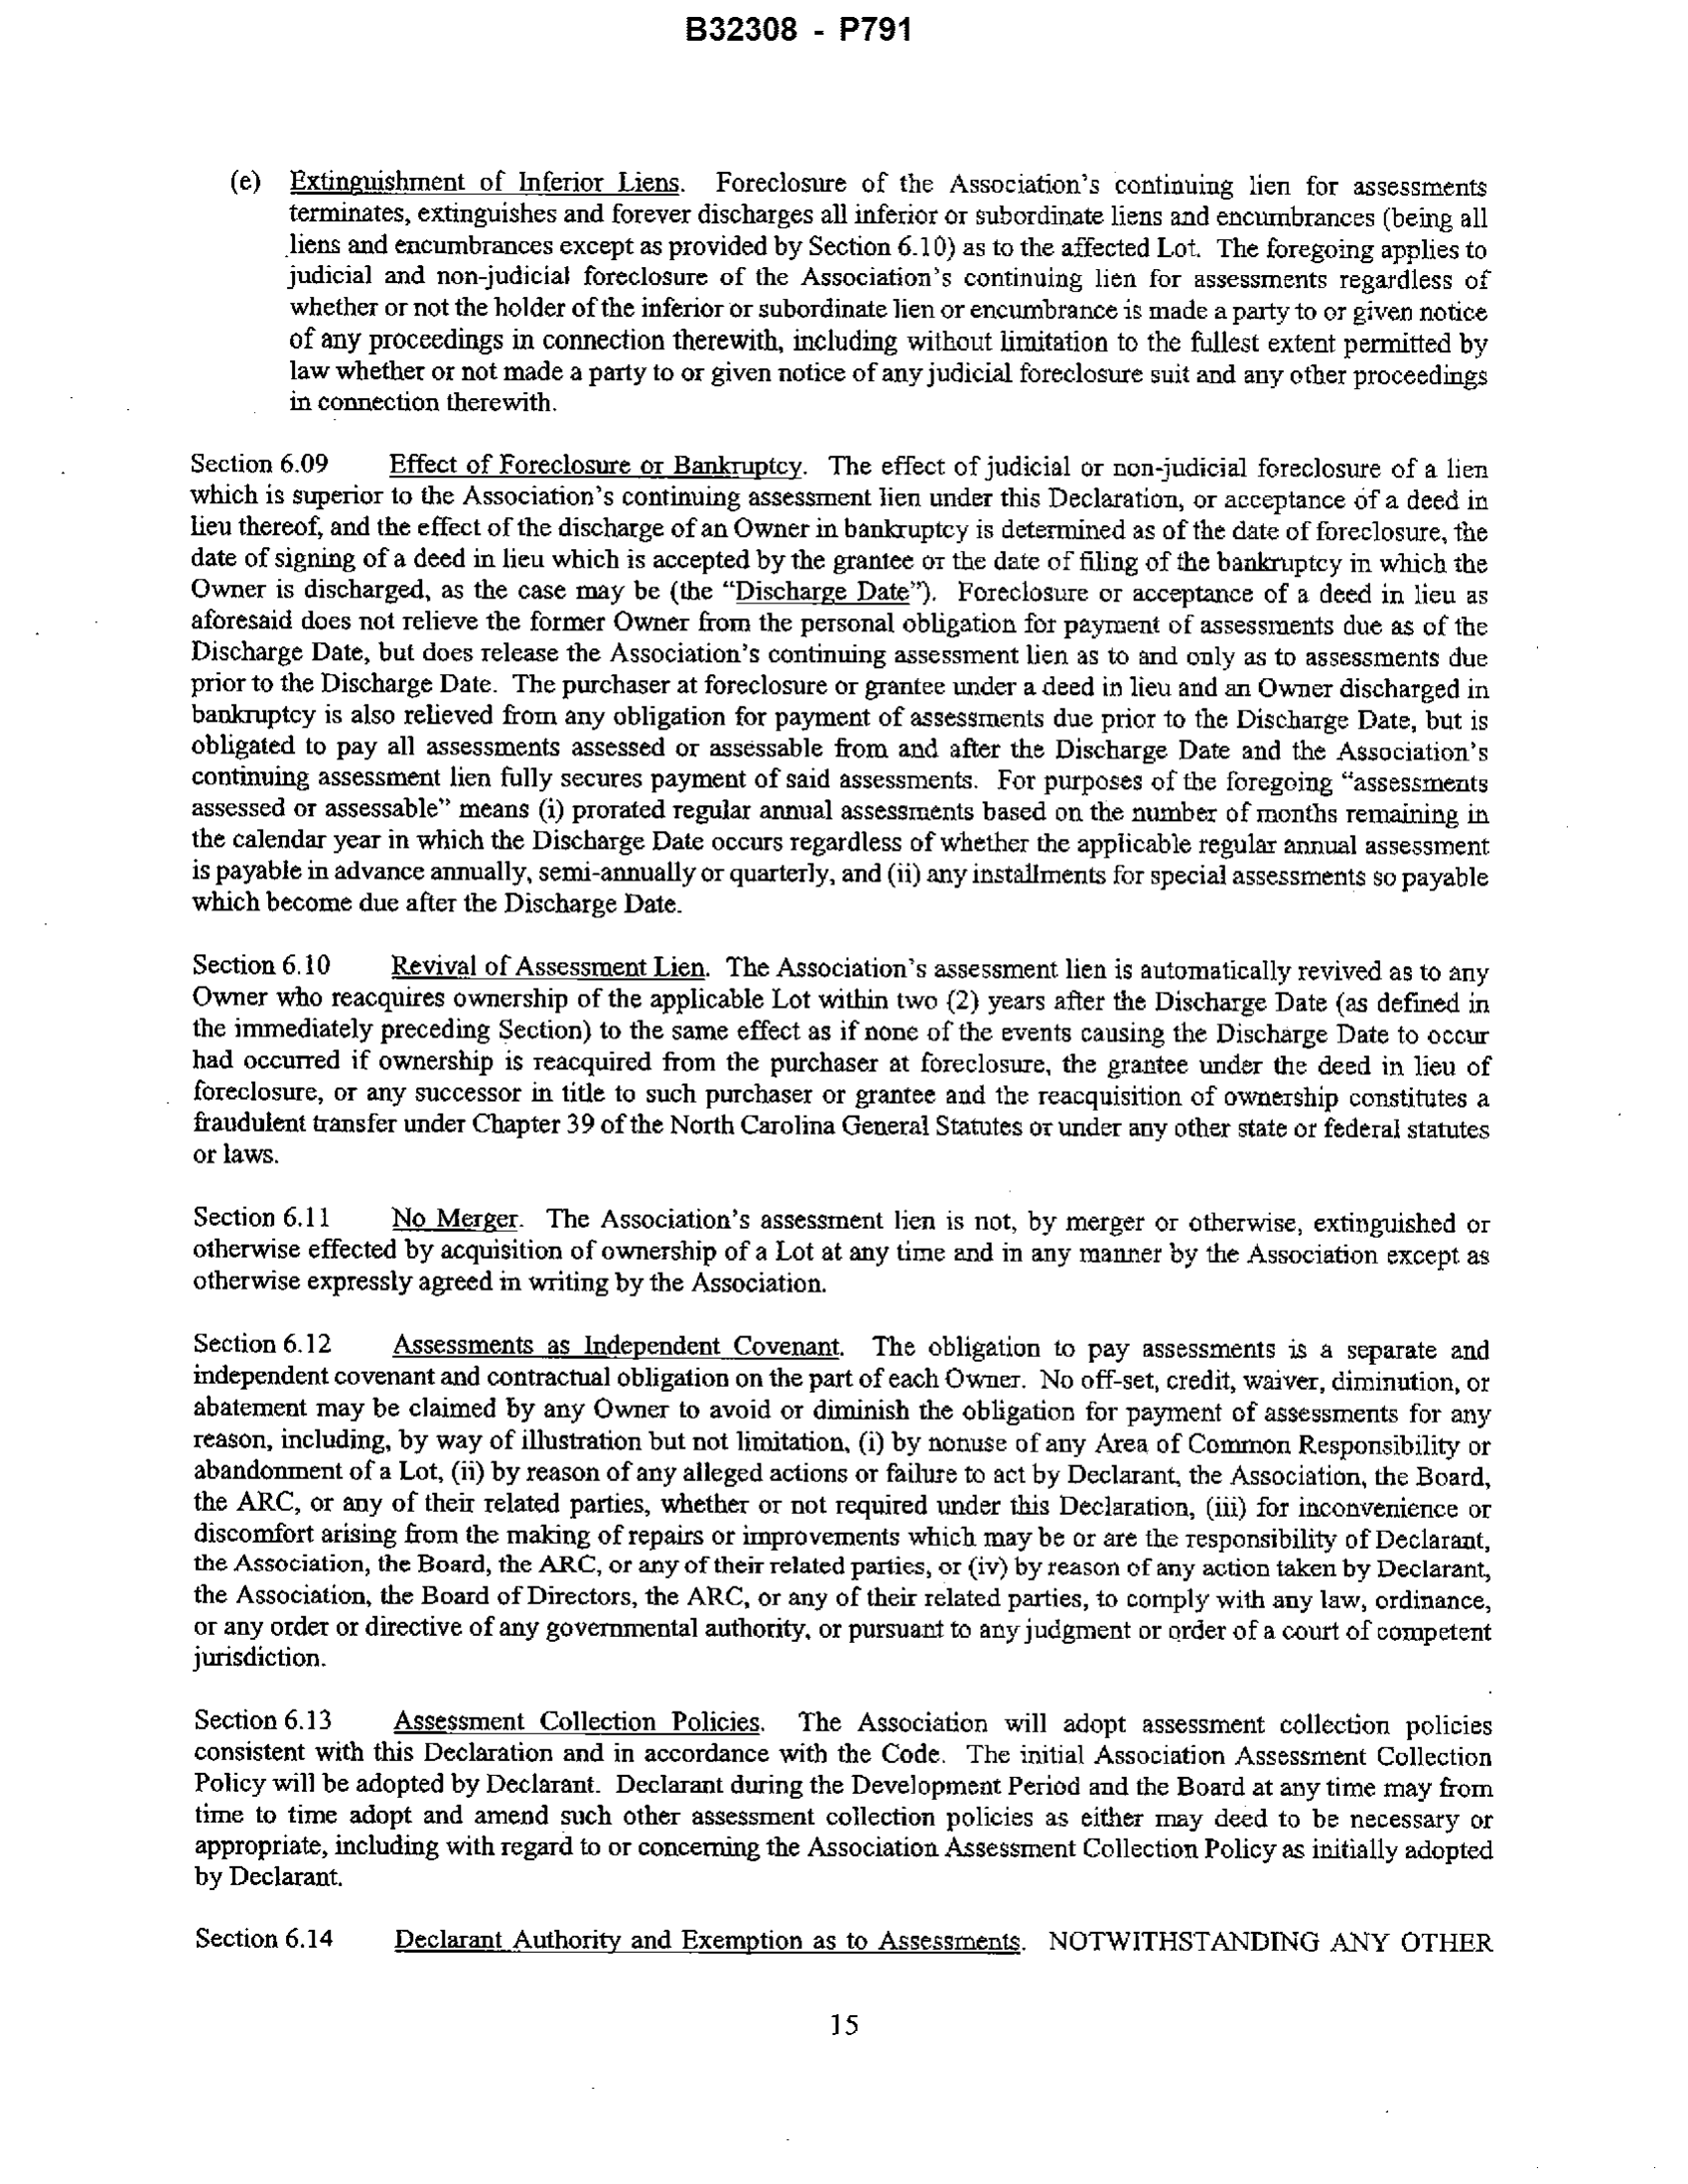 B32308 - P791
(e) Extinguishment of Inferior Liens. Foreclosure of the Association's continuing lien for assessments
terminates, extinguishes and forever discharges all inferior or subordinate liens and encumbrances (being all
liens and encumbrances except as provided by Section 6.10) as to the affected Lot. The foregoing applies to
judicial and non-judicial foreclosure of the Association's continuing lien for assessments regardless of
whether or not the holder of the inferior or subordinate lien or encumbrance is made a party to or given notice
of any proceedings in connection therewith, including without limitation to the fullest extent permitted by
law whether or not made a party to or given notice of any judicial foreclosure suit and any other proceedings
in connection therewith.
Section 6.09 Effect of Foreclosure or Bankruptcy. The effect of judicial or non-judicial foreclosure of a lien
which is superior to the Association's continuing assessment lien under this Declaration, or acceptance of a deed in
lieu thereof, and the effect of the discharge of an Owner in bankruptcy is determined as of the date of foreclosure, the
date of signing of a deed in lieu which is accepted by the grantee or the date of filing of the bankruptcy in which the
Owner is discharged, as the case may be (the "Discharge Date"). Foreclosure or acceptance of a deed in lieu as
aforesaid does not relieve the former Owner from the personal obligation for payment of assessments due as of the
Discharge Date, but does release the Association's continuing assessment lien as to and only as to assessments due
prior to the Discharge Date. The purchaser at foreclosure or grantee under a deed in lieu and an Owner discharged in
bankruptcy is also relieved from any obligation for payment of assessments due prior to the Discharge Date, but is
obligated to pay all assessments assessed or assessable from and after the Discharge Date and the Association's
continuing assessment lien fully secures payment of said assessments. For purposes of the foregoing "assessments
assessed or assessable" means (i) prorated regular annual assessments based on the number of months remaining in
the calendar year in which the Discharge Date occurs regardless of whether the applicable regular annual assessment
is payable in advance annually, semi-annually or quarterly, and (ii) any installments for special assessments so payable
which become due after the Discharge Date.
Section 6.10 Revival of Assessment Lien. The Association's assessment lien is automatically revived as to any
Owner who reacquires ownership of the applicable Lot within two (2) years after the Discharge Date (as defined in
the immediately preceding Section) to the same effect as if none of the events causing the Discharge Date to occur
had occurred if ownership is reacquired from the purchaser at foreclosure, the grantee under the deed in lieu of
foreclosure, or any successor in title to such purchaser or grantee and the reacquisition of ownership constitutes a
fraudulent transfer under Chapter 39 of the North Carolina General Statutes or under any other state or federal statutes
or laws.
Section 6.11 No Merger. The Association's assessment lien is not, by merger or otherwise, extinguished or
otherwise effected by acquisition of ownership of a Lot at any time and in any manner by the Association except as
otherwise expressly agreed in writing by the Association.
Section 6.12 Assessments as Independent Covenant. The obligation to pay assessments is a separate and
independent covenant and contractual obligation on the part of each Owner. No off-set, credit, waiver, diminution, or
abatement may be claimed by any Owner to avoid or diminish the obligation for payment of assessments for any
reason, including, by way of illustration but not limitation, (i) by nonuse of any Area of Common Responsibility or
abandonment of a Lot, (ii) by reason of any alleged actions or failure to act by Declarant, the Association, the Board,
the ARC, or any of their related parties, whether or not required under this Declaration, (iii) for inconvenience or
discomfort arising from the making of repairs or improvements which may be or are the responsibility of Declarant,
the Association, the Board, the ARC, or any of their related parties, or (iv) by reason of any action taken by Declarant,
the Association, the Board of Directors, the ARC, or any of their related parties, to comply with any law, ordinance,
or any order or directive of any governmental authority, or pursuant to any judgment or order of a court of competent
jurisdiction.
Section 6.13 Assessment Collection Policies. The Association will adopt assessment collection policies
consistent with this Declaration and in accordance with the Code. The initial Association Assessment Collection
Policy will be adopted by Declarant. Declarant during the Development Period and the Board at any time may from
time to time adopt and amend such other assessment collection policies as either may deed to be necessary or
appropriate, including with regard to or concerning the Association Assessment Collection Policy as initially adopted
by Declarant.
Section 6.14 Declarant Authority and Exemption as to Assessments. NOTWITHSTANDING ANY OTHER
15